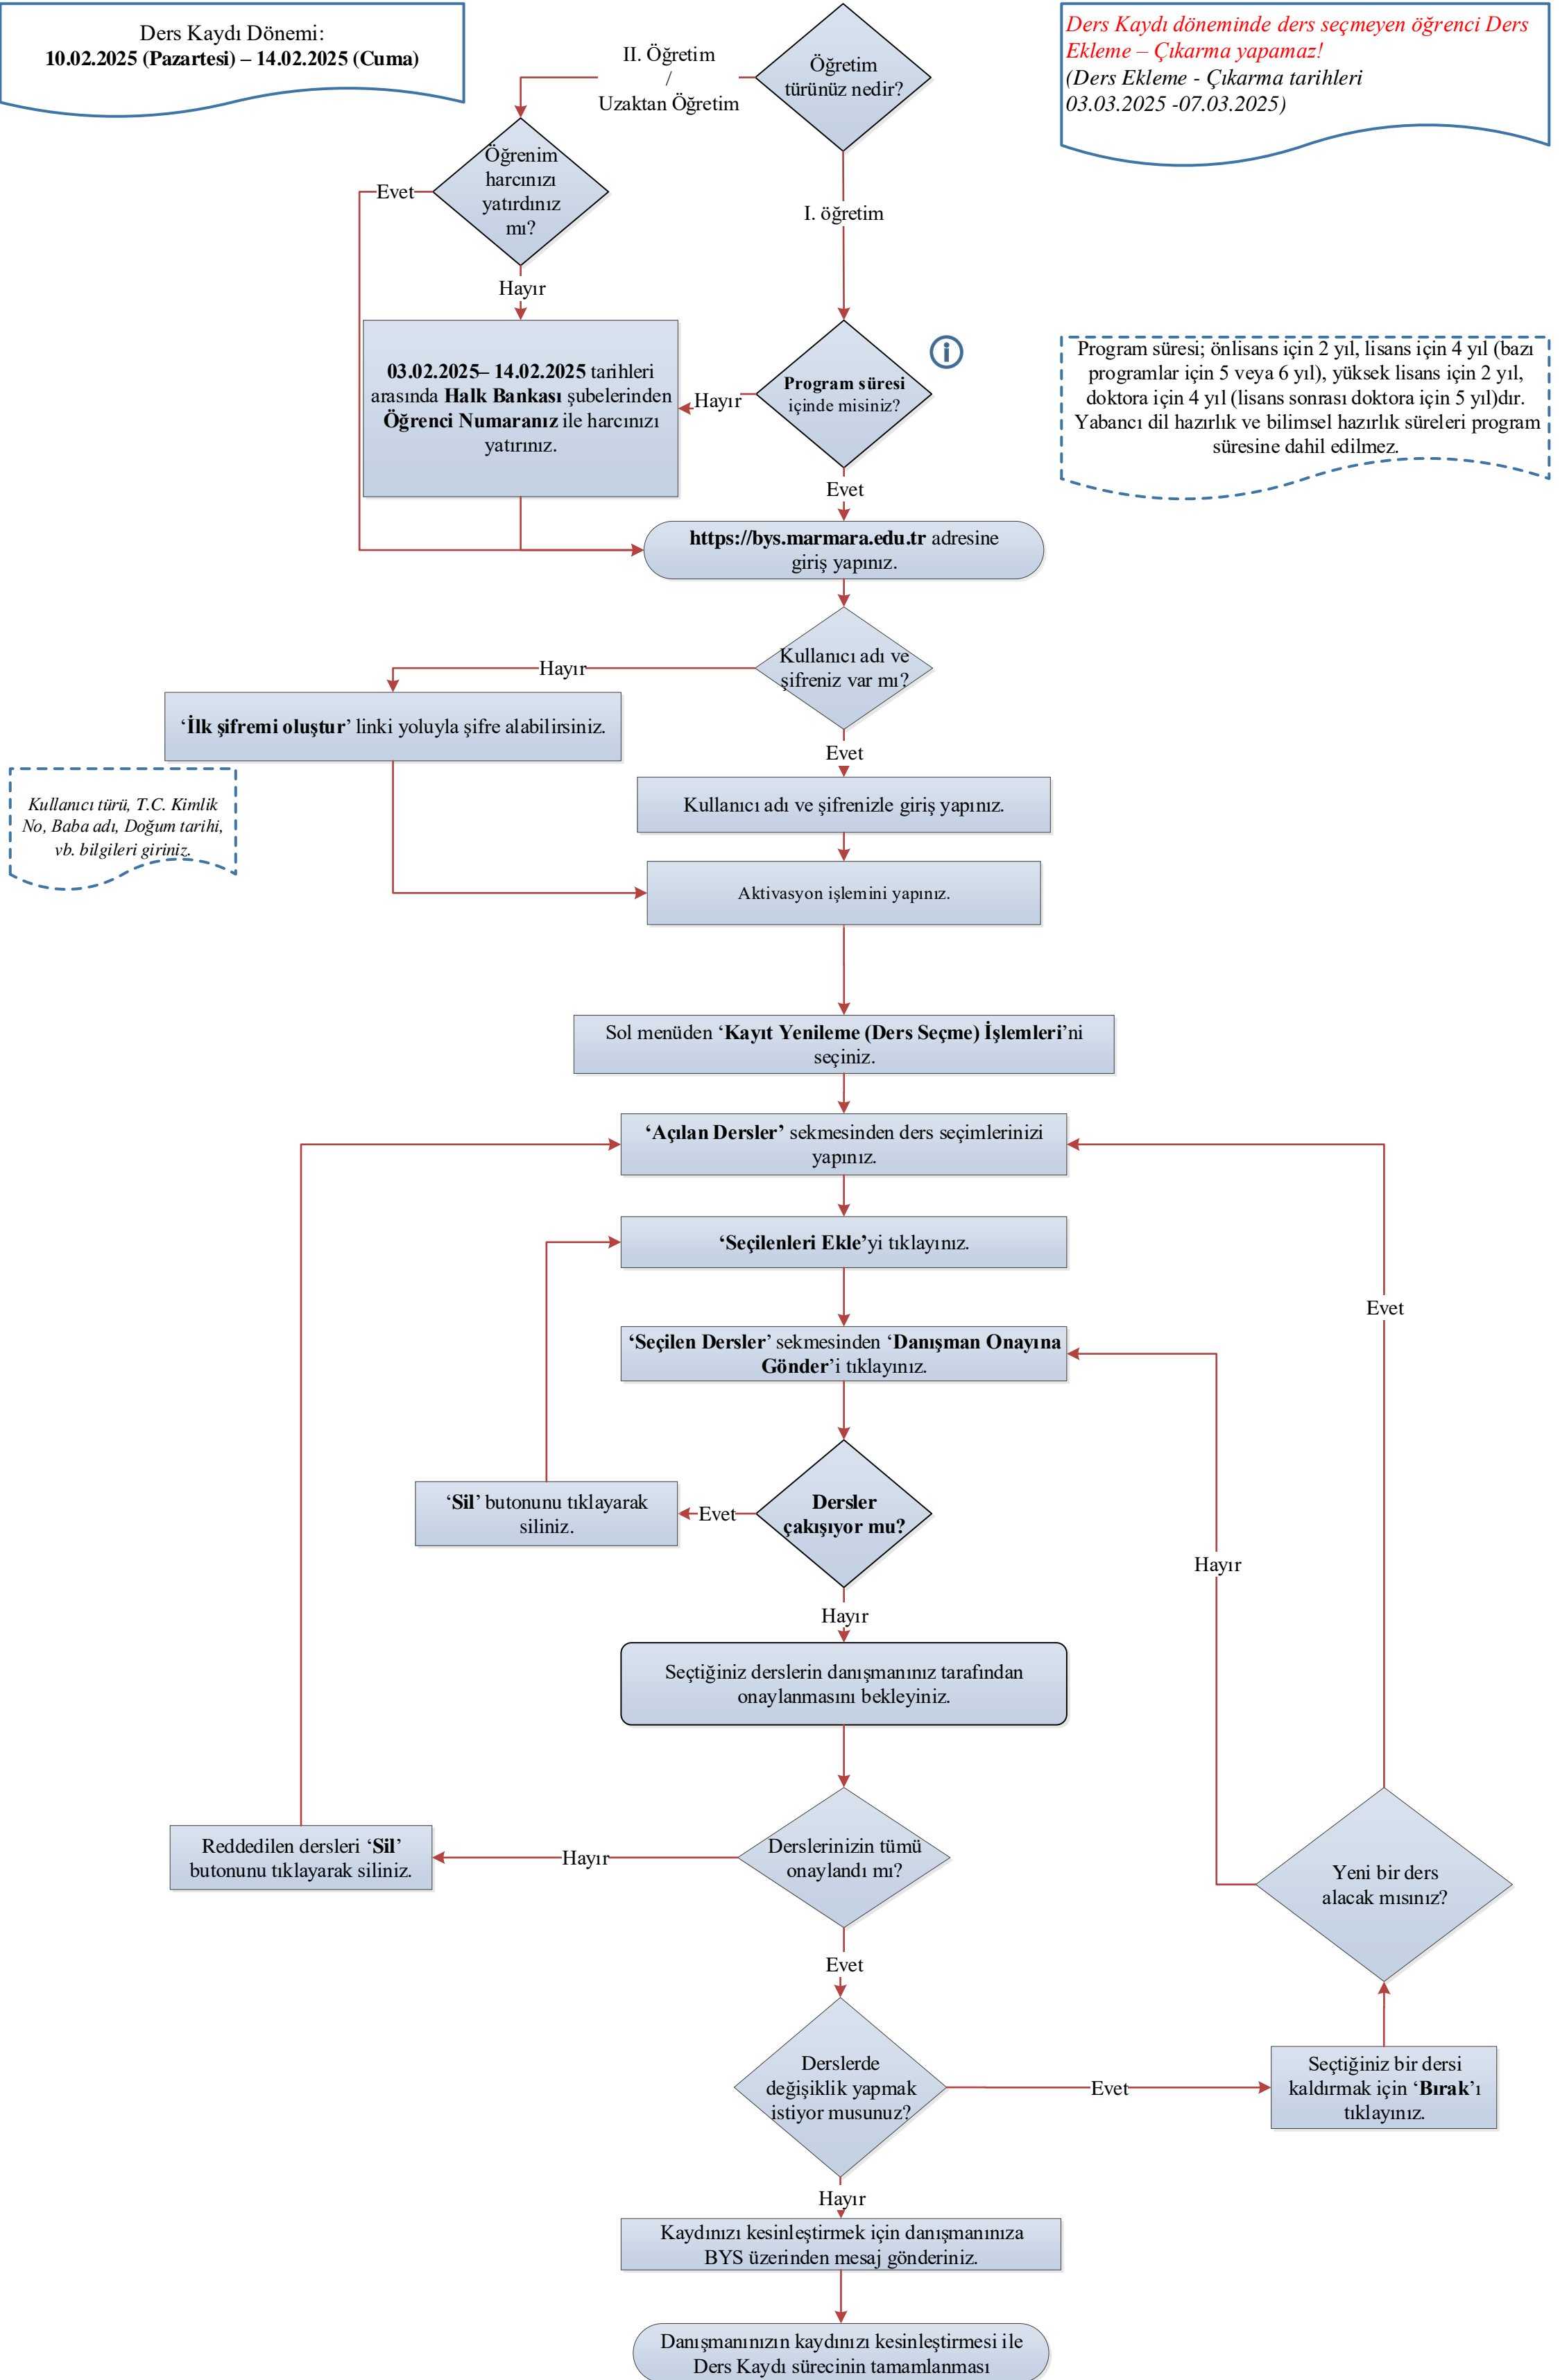 Ders Kaydı Dönemi:
10.02.2025 (Pazartesi) – 14.02.2025 (Cuma)
II. Öğretim
/
Uzaktan Öğretim
Öğretim
türünüz nedir?
Ders Kaydı döneminde ders seçmeyen öğrenci Ders
Ekleme – Çıkarma yapamaz!
(Ders Ekleme - Çıkarma tarihleri
03.03.2025 -07.03.2025)
Öğrenim
harcınızı
yatırdınız
mı?
Evet
I. öğretim
Hayır
03.02.2025– 14.02.2025 tarihleri
arasında Halk Bankası şubelerinden
Öğrenci Numaranız ile harcınızı
yatırınız.
Hayır
Program süresi
içinde misiniz?
Program süresi; önlisans için 2 yıl, lisans için 4 yıl (bazı
programlar için 5 veya 6 yıl), yüksek lisans için 2 yıl,
doktora için 4 yıl (lisans sonrası doktora için 5 yıl)dır.
Yabancı dil hazırlık ve bilimsel hazırlık süreleri program
süresine dahil edilmez.
Evet
https://bys.marmara.edu.tr adresine
giriş yapınız.
Kullanıcı adı ve
şifreniz var mı?
Hayır
‘İlk şifremi oluştur’ linki yoluyla şifre alabilirsiniz.
Evet
Kullanıcı türü, T.C. Kimlik
No, Baba adı, Doğum tarihi,
vb. bilgileri giriniz.
Kullanıcı adı ve şifrenizle giriş yapınız.
Aktivasyon işlemini yapınız.
Sol menüden ‘Kayıt Yenileme (Ders Seçme) İşlemleri’ni
seçiniz.
‘Açılan Dersler’ sekmesinden ders seçimlerinizi
yapınız.
‘Seçilenleri Ekle’yi tıklayınız.
Evet
‘Seçilen Dersler’ sekmesinden ‘Danışman Onayına
Gönder’i tıklayınız.
‘Sil’ butonunu tıklayarak
siliniz.
Evet
Dersler
çakışıyor mu?
Hayır
Hayır
Seçtiğiniz derslerin danışmanınız tarafından
onaylanmasını bekleyiniz.
Reddedilen dersleri ‘Sil’
butonunu tıklayarak siliniz.
Hayır
Derslerinizin tümü
onaylandı mı?
Yeni bir ders
alacak mısınız?
Evet
Derslerde
değişiklik yapmak
istiyor musunuz?
Evet
Seçtiğiniz bir dersi
kaldırmak için ‘Bırak’ı
tıklayınız.
Hayır
Kaydınızı kesinleştirmek için danışmanınıza
BYS üzerinden mesaj gönderiniz.
Danışmanınızın kaydınızı kesinleştirmesi ile
Ders Kaydı sürecinin tamamlanması